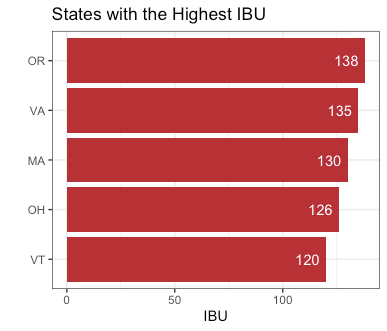 States with the Highest IBU
OR 138
VA 135
MA 130
OH 126
VT 120
0 50 100
IBU